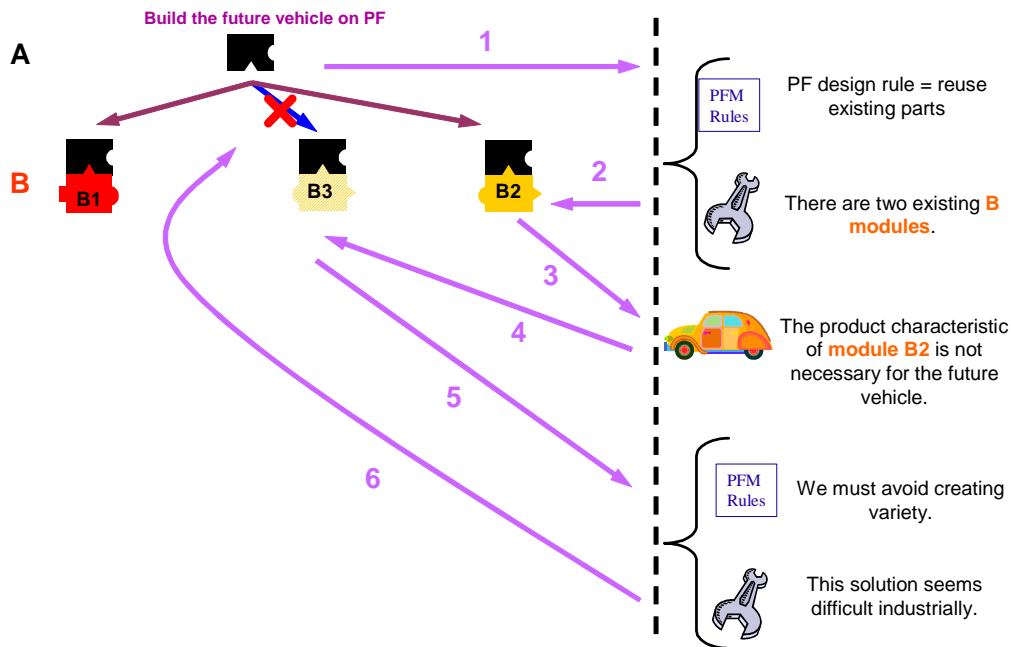 Build the future vehicle on PF
A
1
PFM
Rules
PF design rule = reuse
existing parts
B
B1
B3
B2
2
There are two existing B
modules.
3
4
The product characteristic
of module B2 is not
necessary for the future
vehicle.
5
6
PFM
Rules
We must avoid creating
variety.
This solution seems
difficult industrially.